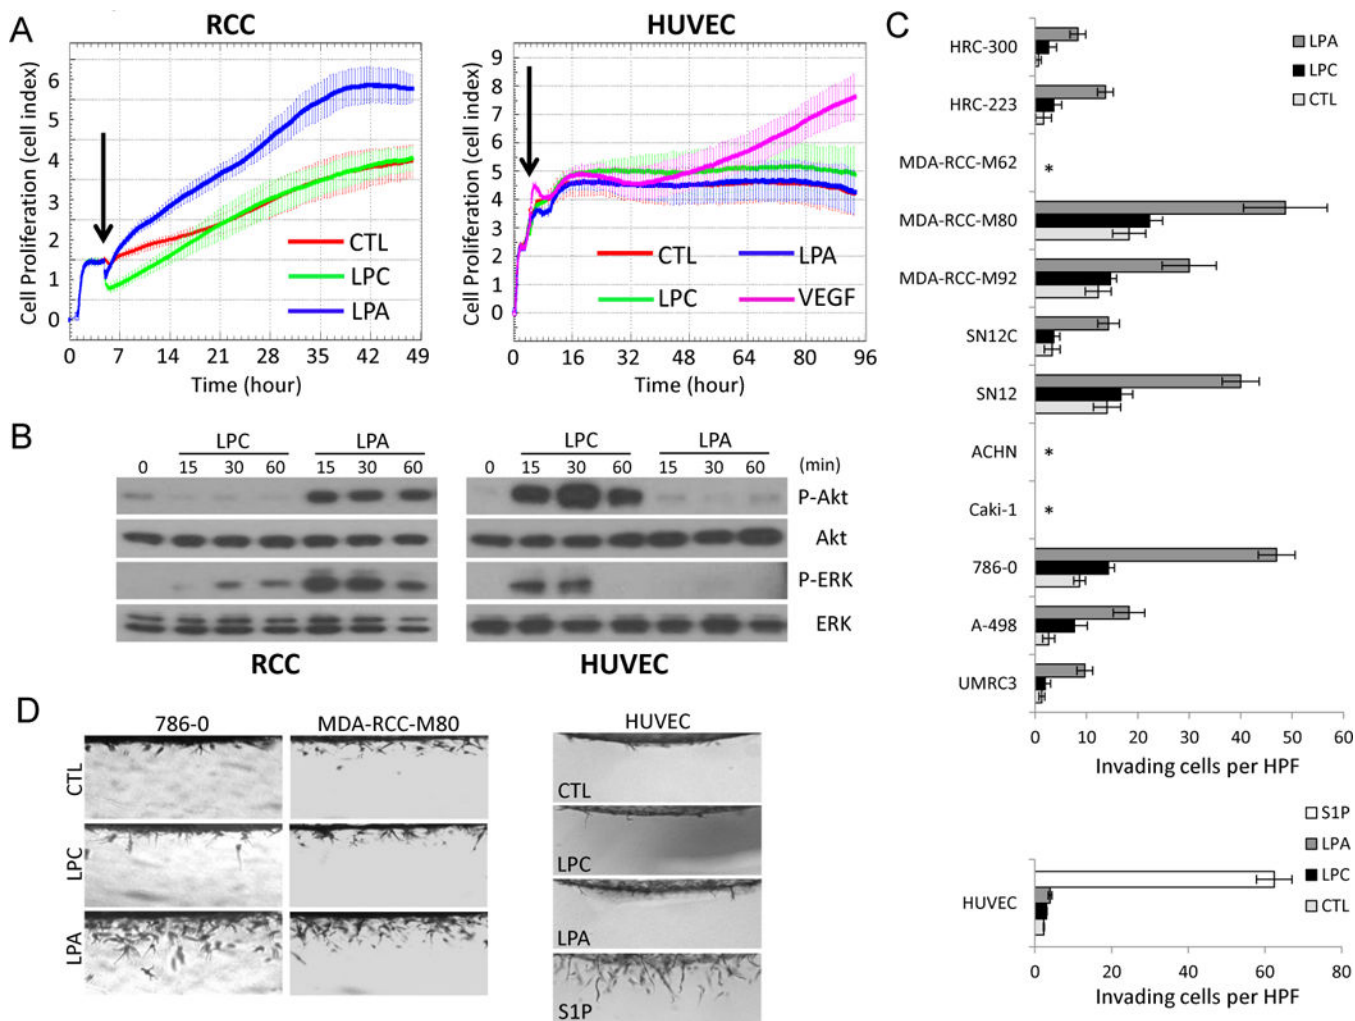 A
RCC
Cell Proliferation (cell index)
6
5
4
3
2
1
0
CTL
LPC
LPA
0 7 14 21 28 35 42 49
Time (hour)
HUVEC
Cell Proliferation (cell index)
9
8
7
6
5
4
3
2
1
0
CTL LPA
LPC VEGF
0 16 32 48 64 80 96
Time (hour)
B
LPC LPA
0 15 30 60 15 30 60
LPC LPA
0 15 30 60 15 30 60 (min)
P-Akt
Akt
P-ERK
ERK
RCC
HUVEC
C
HRC-300
HRC-223
MDA-RCC-M62 *
MDA-RCC-M80
MDA-RCC-M92
SN12C
SN12
ACHN *
Caki-1 *
786-0
A-498
UMRC3
LPA
LPC
CTL
0 10 20 30 40 50 60
Invading cells per HPF
HUVEC
S1P
LPA
LPC
CTL
0 20 40 60 80
Invading cells per HPF
D
786-0 MDA-RCC-M80
CTL
LPC
LPA
HUVEC
CTL
LPC
LPA
S1P